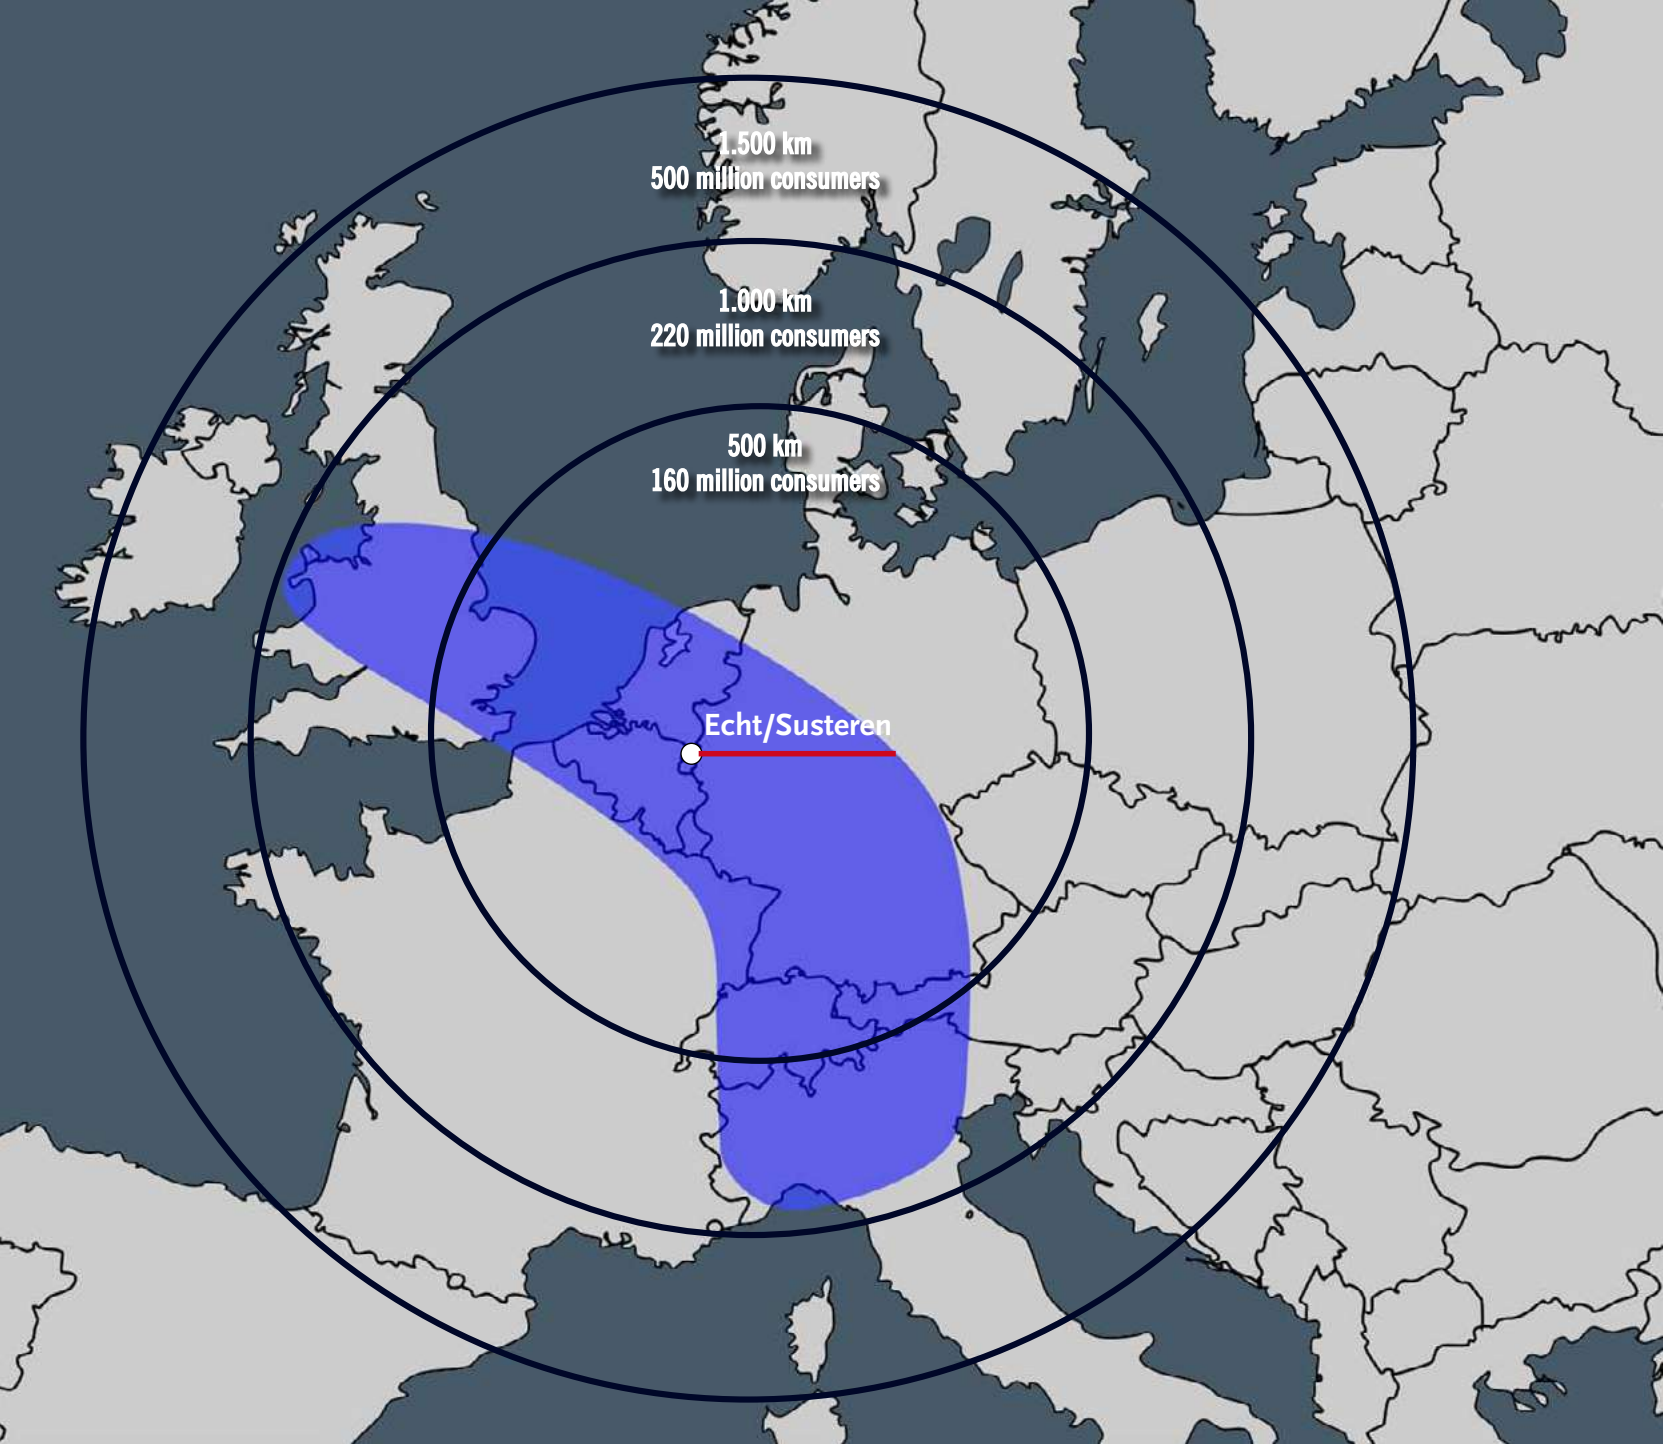 1.500 km
500 million consumers
1.000 km
220 million consumers
500 km
160 million consumers
Echt/Susteren